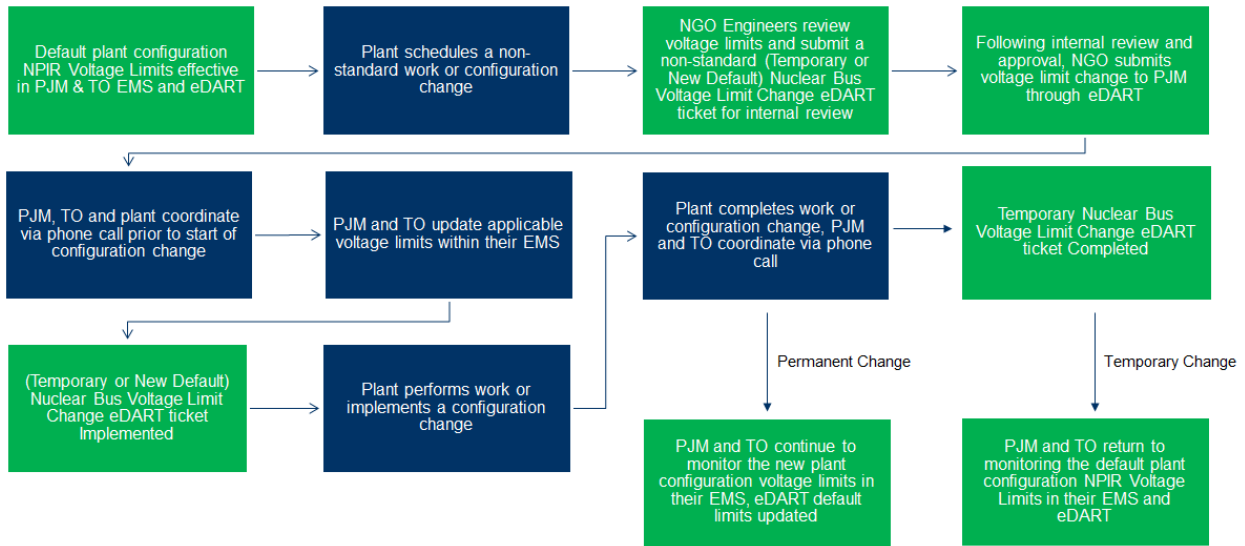 Default plant configuration
NPIR Voltage Limits effective
in PJM & TO EMS and eDART
Plant schedules a non-
standard work or configuration
change
NGO Engineers review
voltage limits and submit a
non-standard (Temporary or
New Default) Nuclear Bus
Voltage Limit Change eDART
ticket for internal review
Following internal review and
approval, NGO submits
voltage limit change to PJM
through eDART
PJM, TO and plant coordinate
via phone call prior to start of
configuration change
PJM and TO update applicable
voltage limits within their EMS
Plant completes work or
configuration change, PJM
and TO coordinate via phone
call
Temporary Nuclear Bus
Voltage Limit Change eDART
ticket Completed
(Temporary or New Default)
Nuclear Bus Voltage Limit
Change eDART ticket
Implemented
Plant performs work or
implements a configuration
change
Permanent Change
Temporary Change
PJM and TO continue to
monitor the new plant
configuration voltage limits in
their EMS, eDART default
limits updated
PJM and TO return to
monitoring the default plant
configuration NPIR Voltage
Limits in their EMS and
eDART